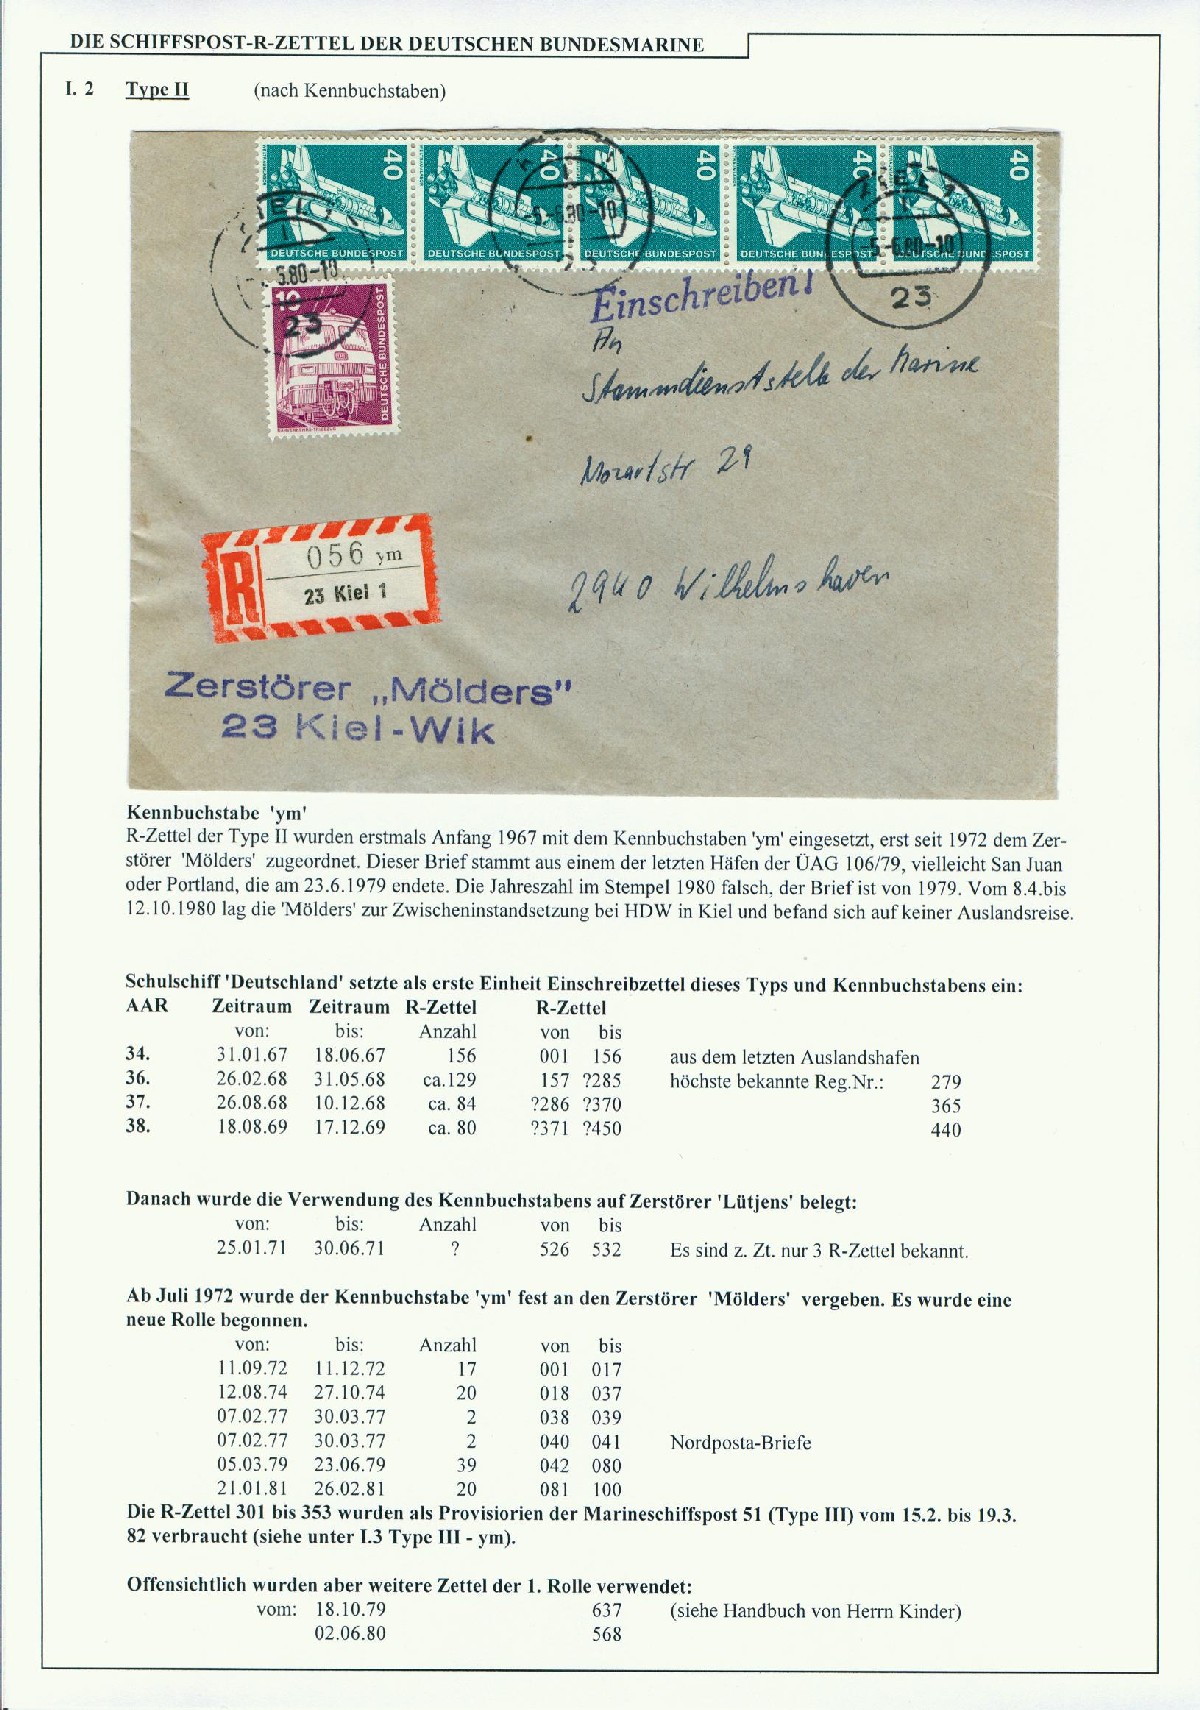 DIE SCHIFFSPOST-R-ZETTEL DER DEUTSCHEN BUNDESMARINE
I. 2 Type II (nach Kennbuchstaben)
40 40 40 40 40
DEUTSCHE BUNDESPOST DEUTSCHE BUNDESPOST DEUTSCHE BUNDESPOST DEUTSCHE BUNDESPOST DEUTSCHE BUNDESPOST
KIEL 1
-5.-6.80-10
23
10
DEUTSCHE BUNDESPOST
Einschreiben!
An
Stammdienststelle der Marine
Mozartstr 29
2940 Wilhelmshaven
R 056 ym
23 Kiel 1
Zerstörer „Mölders"
23 Kiel-Wik
Kennbuchstabe 'ym'
R-Zettel der Type II wurden erstmals Anfang 1967 mit dem Kennbuchstaben 'ym' eingesetzt, erst seit 1972 dem Zer-
störer 'Mölders' zugeordnet. Dieser Brief stammt aus einem der letzten Häfen der ÜAG 106/79, vielleicht San Juan
oder Portland, die am 23.6.1979 endete. Die Jahreszahl im Stempel 1980 falsch, der Brief ist von 1979. Vom 8.4.bis
12.10.1980 lag die 'Mölders' zur Zwischeninstandsetzung bei HDW in Kiel und befand sich auf keiner Auslandsreise.
Schulschiff 'Deutschland' setzte als erste Einheit Einschreibzettel dieses Typs und Kennbuchstabens ein:
AAR Zeitraum Zeitraum R-Zettel R-Zettel
von: bis: Anzahl von bis
34. 31.01.67 18.06.67 156 001 156 aus dem letzten Auslandshafen
36. 26.02.68 31.05.68 ca.129 157 ?285 höchste bekannte Reg.Nr.: 279
37. 26.08.68 10.12.68 ca. 84 ?286 ?370 365
38. 18.08.69 17.12.69 ca. 80 ?371 ?450 440
Danach wurde die Verwendung des Kennbuchstabens auf Zerstörer 'Lütjens' belegt:
von: bis: Anzahl von bis
25.01.71 30.06.71 ? 526 532 Es sind z. Zt. nur 3 R-Zettel bekannt.
Ab Juli 1972 wurde der Kennbuchstabe 'ym' fest an den Zerstörer 'Mölders' vergeben. Es wurde eine
neue Rolle begonnen.
von: bis: Anzahl von bis
11.09.72 11.12.72 17 001 017
12.08.74 27.10.74 20 018 037
07.02.77 30.03.77 2 038 039
07.02.77 30.03.77 2 040 041 Nordposta-Briefe
05.03.79 23.06.79 39 042 080
21.01.81 26.02.81 20 081 100
Die R-Zettel 301 bis 353 wurden als Provisiorien der Marineschiffspost 51 (Type III) vom 15.2. bis 19.3.
82 verbraucht (siehe unter I.3 Type III - ym).
Offensichtlich wurden aber weitere Zettel der 1. Rolle verwendet:
vom: 18.10.79 637 (siehe Handbuch von Herrn Kinder)
02.06.80 568